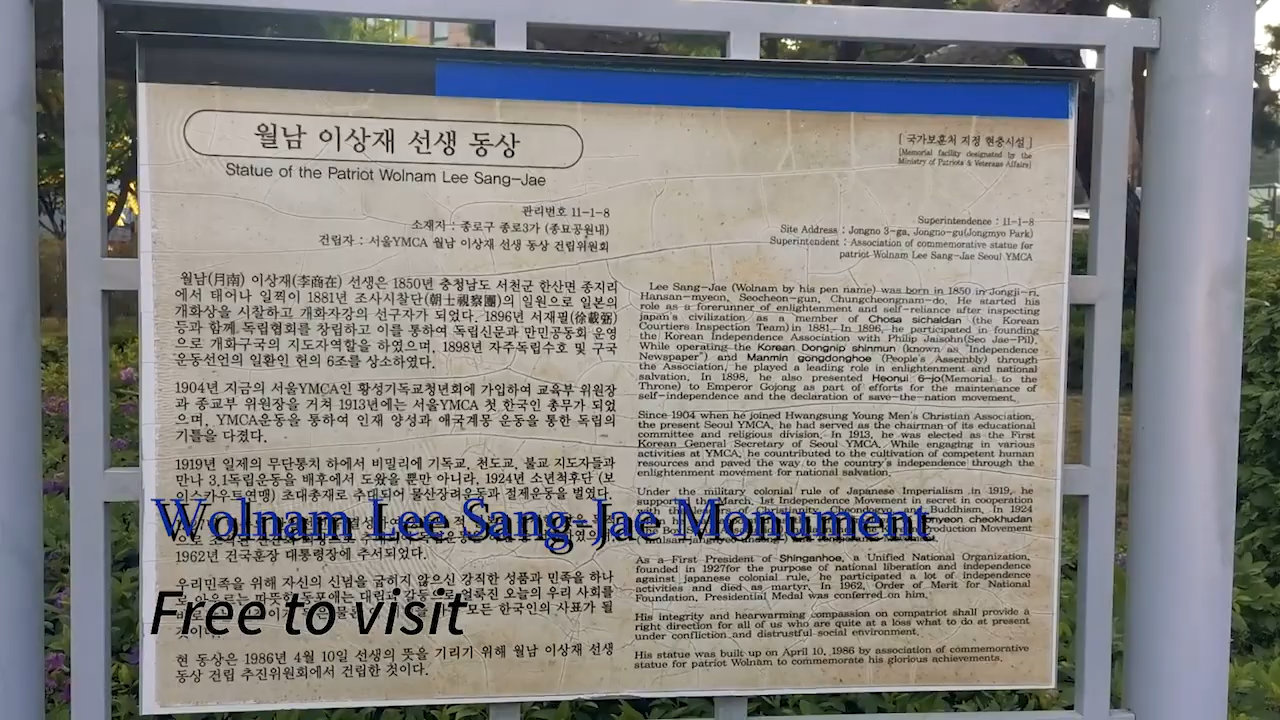 월남 이상재 선생 동상
Statue of the Patriot Wolnam Lee Sang-Jae
[ 국가보훈처 지정 현충시설 ]
[Memorial facility designated by the
Ministry of Patriots & Veterans Affairs]
관리번호 11-1-8
소재자 : 종로구 종로3가 (종묘공원내)
건립자 : 서울YMCA 월남 이상재 선생 동상 건립위원회
월남(月南) 이상재(李商在) 선생은 1850년 충청남도 서천군 한산면 종지리
에서 태어나 일찍이 1881년 조사시찰단(朝士視察團)의 일원으로 일본의
개화상을 시찰하고 개화자강의 선구자가 되었다. 1896년 서재필(徐載弼)
등과 함께 독립협회를 창립하고 이를 통하여 독립신문과 만민공동회 운영
으로 개화구국의 지도자역할을 하였으며, 1898년 자주독립수호 및 구국
운동선언의 일환인 헌의 6조를 상소하였다.
1904년 지금의 서울YMCA인 황성기독교청년회에 가입하여 교육부 위원장
과 종교부 위원장을 거쳐 1913년에는 서울YMCA 첫 한국인 총무가 되었
으며, YMCA운동을 통하여 인재 양성과 애국계몽 운동을 통한 독립의
기틀을 다졌다.
1919년 일제의 무단통치 하에서 비밀리에 기독교, 천도교, 불교 지도자들과
만나 3.1독립운동을 배후에서 도왔을 뿐만 아니라, 1924년 소년척후단 (보
이스카우트연맹) 초대총재로 추대되어 물산장려운동과 절제운동을 벌였다.
1962년 건국훈장 대통령장에 추서되었다.
우리민족을 위해 자신의 신념을 굽히지 않으신 강직한 성품과 민족을 하나
모든 한국인의 사표가 될
것이다.
현 동상은 1986년 4월 10일 선생의 뜻을 기리기 위해 월남 이상재 선생
동상 건립 추진위원회에서 건립한 것이다.
Superintendence : 11-1-8
Site Address : Jongno 3-ga, Jongno-gu(Jongmyo Park)
Superintendent : Association of commemorative statue for
patriot Wolnam Lee Sang-Jae Seoul YMCA
Lee Sang-Jae (Wolnam by his pen name) was born in 1850 in Jongji-ri,
Hansan-myeon, Seocheon-gun, Chungcheongnam-do. He started his
role as a forerunner of enlightenment and self-reliance after inspecting
japan's civilization as a member of Chosa sichaldan (the Korean
Courtiers Inspection Team) in 1881. In 1896, he participated in founding
the Korean Independence Association with Philip Jaisohn(Seo Jae-Pil).
While operating the Korean Dongnip shinmun (known as "Independence
Newspaper") and Manmin gongdonghoe (People's Assembly) through
the Association, he played a leading role in enlightenment and national
salvation. In 1898, he also presented Heonui 6-jo(Memorial to the
Throne) to Emperor Gojong as part of efforts for the maintenance of
self-independence and the declaration of save-the-nation movement.
Since 1904 when he joined Hwangsung Young Men's Christian Association,
the present Seoul YMCA, he had served as the chairman of its educational
committee and religious division. In 1913, he was elected as the First
Korean General Secretary of Seoul YMCA. While engaging in various
activities at YMCA, he contributed to the cultivation of competent human
resources and paved the way to the country's independence through the
enlightenment movement for national salvation.
Under the military colonial rule of Japanese Imperialism in 1919, he
supported the March, 1st Independence Movement in secret in cooperation
with of Christianity, Cheondogyo Buddhism. In 1924
myeon cheokhudan
Production Movement
As a First President of Shinganhoe, a Unified National Organization,
founded in 1927for the purpose of national liberation and independence
against japanese colonial rule, he participated a lot of independence
activities and died as martyr. In 1962, Order of Merit for National
Foundation, Presidential Medal was conferred on him.
His integrity and hearwarming compassion on compatriot shall provide a
right direction for all of us who are quite at a loss what to do at present
under confliction and distrustful social environment.
His statue was built up on April 10, 1986 by association of commemorative
statue for patriot Wolnam to commemorate his glorious achievements.
Wolnam Lee Sang-Jae Monument
Free to visit